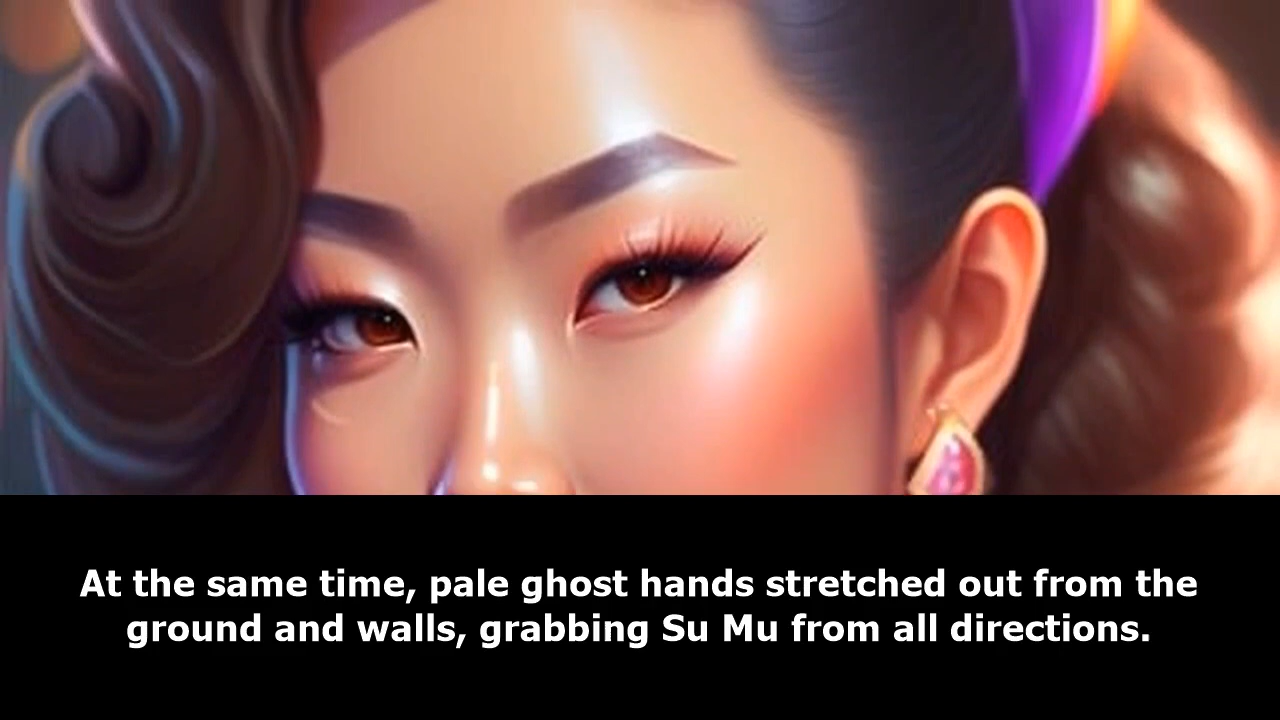 At the same time, pale ghost hands stretched out from the
ground and walls, grabbing Su Mu from all directions.